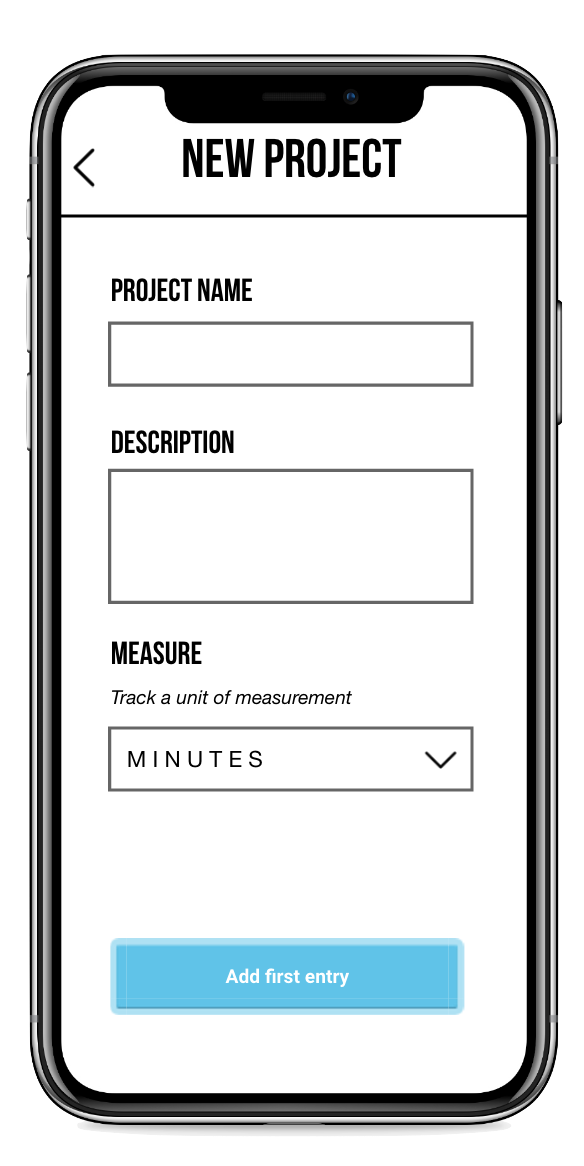 NEW PROJECT
PROJECT NAME
DESCRIPTION
MEASURE
Track a unit of measurement
MINUTES
Add first entry